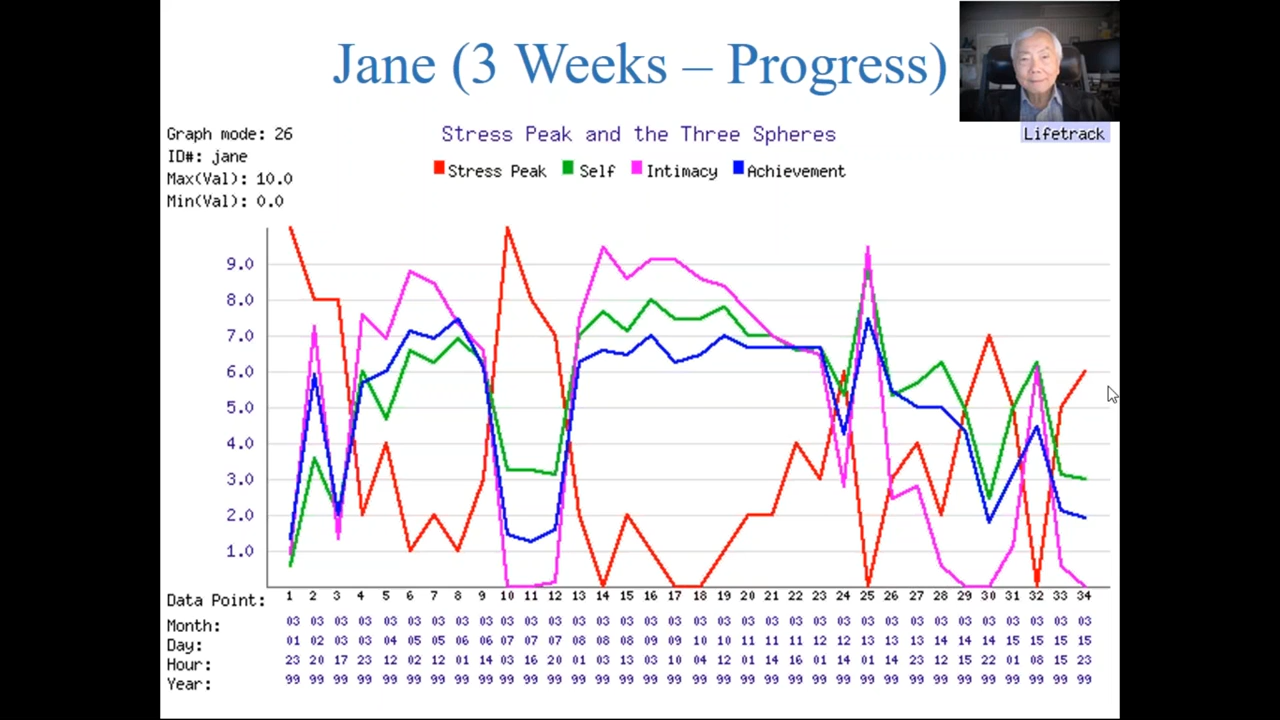 Jane (3 Weeks – Progress)
Graph mode: 26
Stress Peak and the Three Spheres
Lifetrack
ID#: jane
Stress Peak Self Intimacy Achievement
Max(Val): 10.0
Min(Val): 0.0
9.0
8.0
7.0
6.0
5.0
4.0
3.0
2.0
1.0
Data Point: 1 2 3 4 5 6 7 8 9 10 11 12 13 14 15 16 17 18 19 20 21 22 23 24 25 26 27 28 29 30 31 32 33 34
Month: 03 03 03 03 03 03 03 03 03 03 03 03 03 03 03 03 03 03 03 03 03 03 03 03 03 03 03 03 03 03 03 03 03 03
Day: 01 02 03 03 04 05 05 06 06 07 07 08 08 08 08 09 09 10 10 11 11 11 12 12 13 13 13 14 14 14 15 15 15 15
Hour: 23 20 17 23 12 02 12 01 14 03 16 20 01 03 13 03 10 04 12 01 14 16 01 14 01 14 23 12 15 22 01 08 15 23
Year: 99 99 99 99 99 99 99 99 99 99 99 99 99 99 99 99 99 99 99 99 99 99 99 99 99 99 99 99 99 99 99 99 99 99